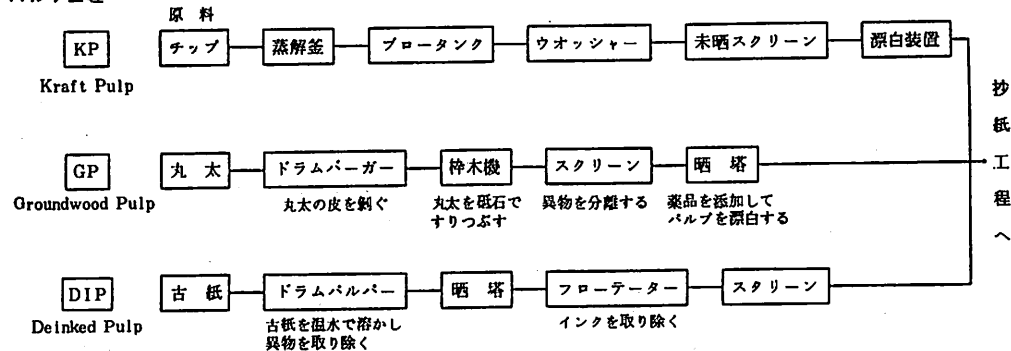 原料
KP
チップ
蒸解釜
ブロータンク
ウオッシャー
未晒スクリーン
漂白装置
Kraft Pulp
GP
丸太
ドラムバーガー
砕木機
スクリーン
晒塔
Groundwood Pulp
丸太の皮を剝ぐ
丸太を砥石で
すりつぶす
異物を分離する
薬品を添加して
パルプを漂白する
DIP
古紙
ドラムパルパー
晒塔
フローテーター
スクリーン
Deinked Pulp
古紙を温水で溶かし
異物を取り除く
インクを取り除く
抄紙工程へ